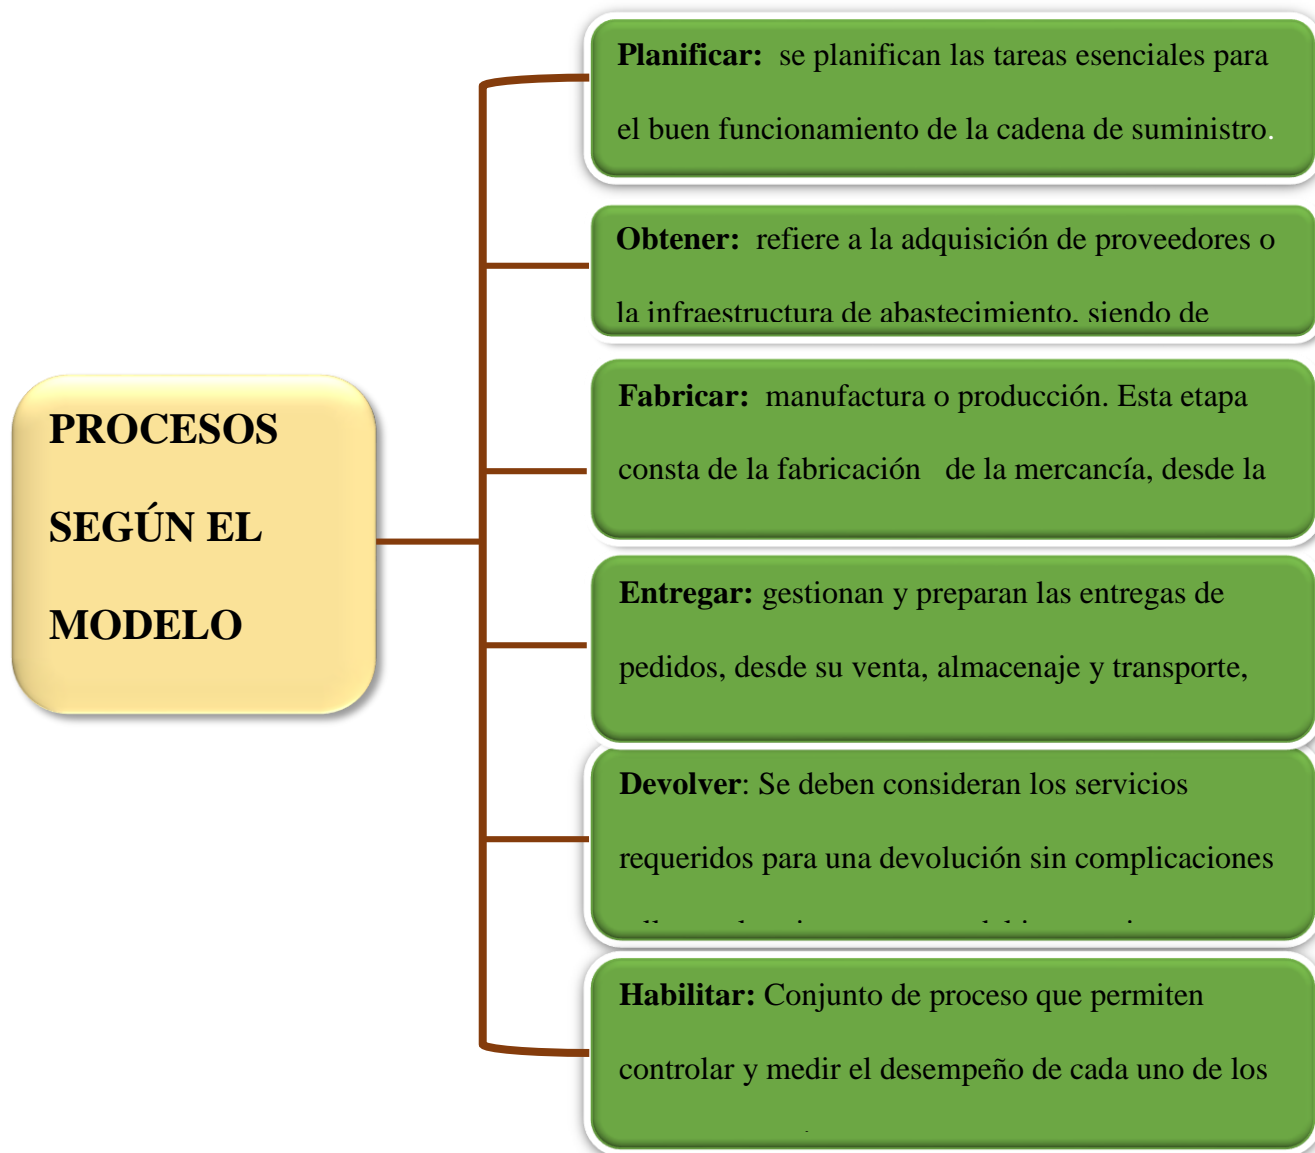 PROCESOS
SEGÚN EL
MODELO
Planificar: se planifican las tareas esenciales para
el buen funcionamiento de la cadena de suministro.
Obtener: refiere a la adquisición de proveedores o
la infraestructura de abastecimiento, siendo de
Fabricar: manufactura o producción. Esta etapa
consta de la fabricación de la mercancía, desde la
Entregar: gestionan y preparan las entregas de
pedidos, desde su venta, almacenaje y transporte,
Devolver: Se deben consideran los servicios
requeridos para una devolución sin complicaciones
Habilitar: Conjunto de proceso que permiten
controlar y medir el desempeño de cada uno de los